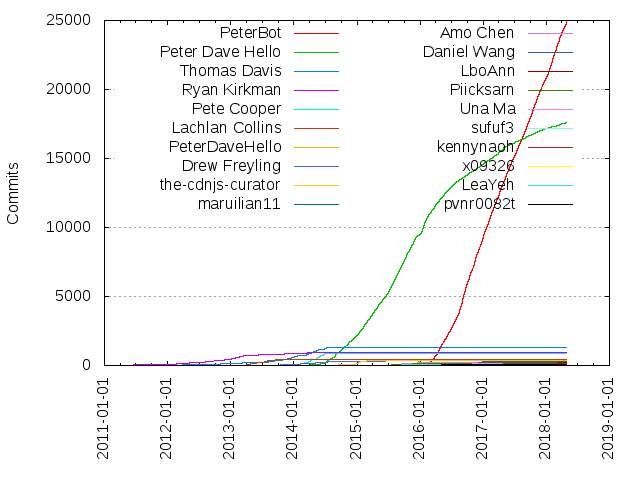 25000
20000
15000
10000
5000
0
Commits
PeterBot
Peter Dave Hello
Thomas Davis
Ryan Kirkman
Pete Cooper
Lachlan Collins
PeterDaveHello
Drew Freyling
the-cdnjs-curator
maruilian11
Amo Chen
Daniel Wang
LboAnn
Piicksarn
Una Ma
sufuf3
kennynaoh
x09326
LeaYeh
pvnr0082t
2011-01-01
2012-01-01
2013-01-01
2014-01-01
2015-01-01
2016-01-01
2017-01-01
2018-01-01
2019-01-01